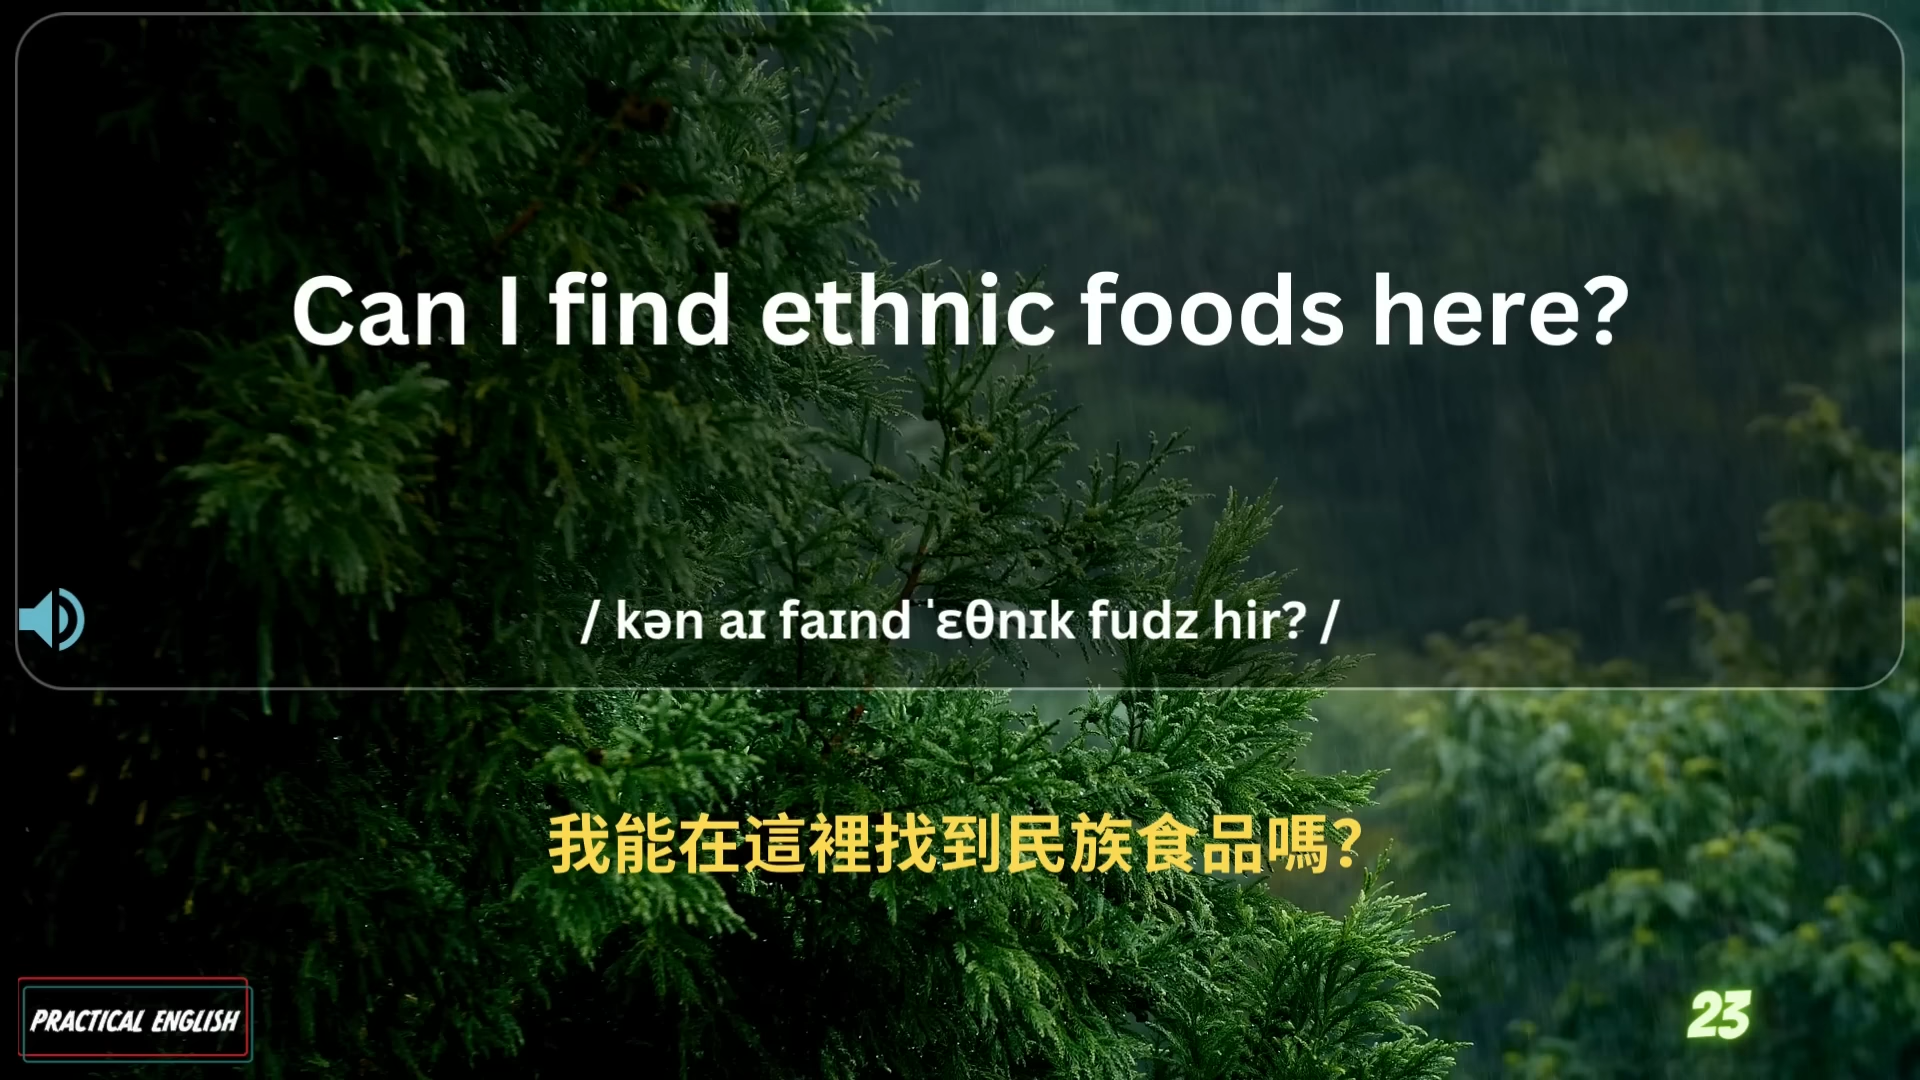 Can I find ethnic foods here?
/ kən aɪ faɪnd ˈɛθnɪk fudz hir? /
我能在這裡找到民族食品嗎?
PRACTICAL ENGLISH
23